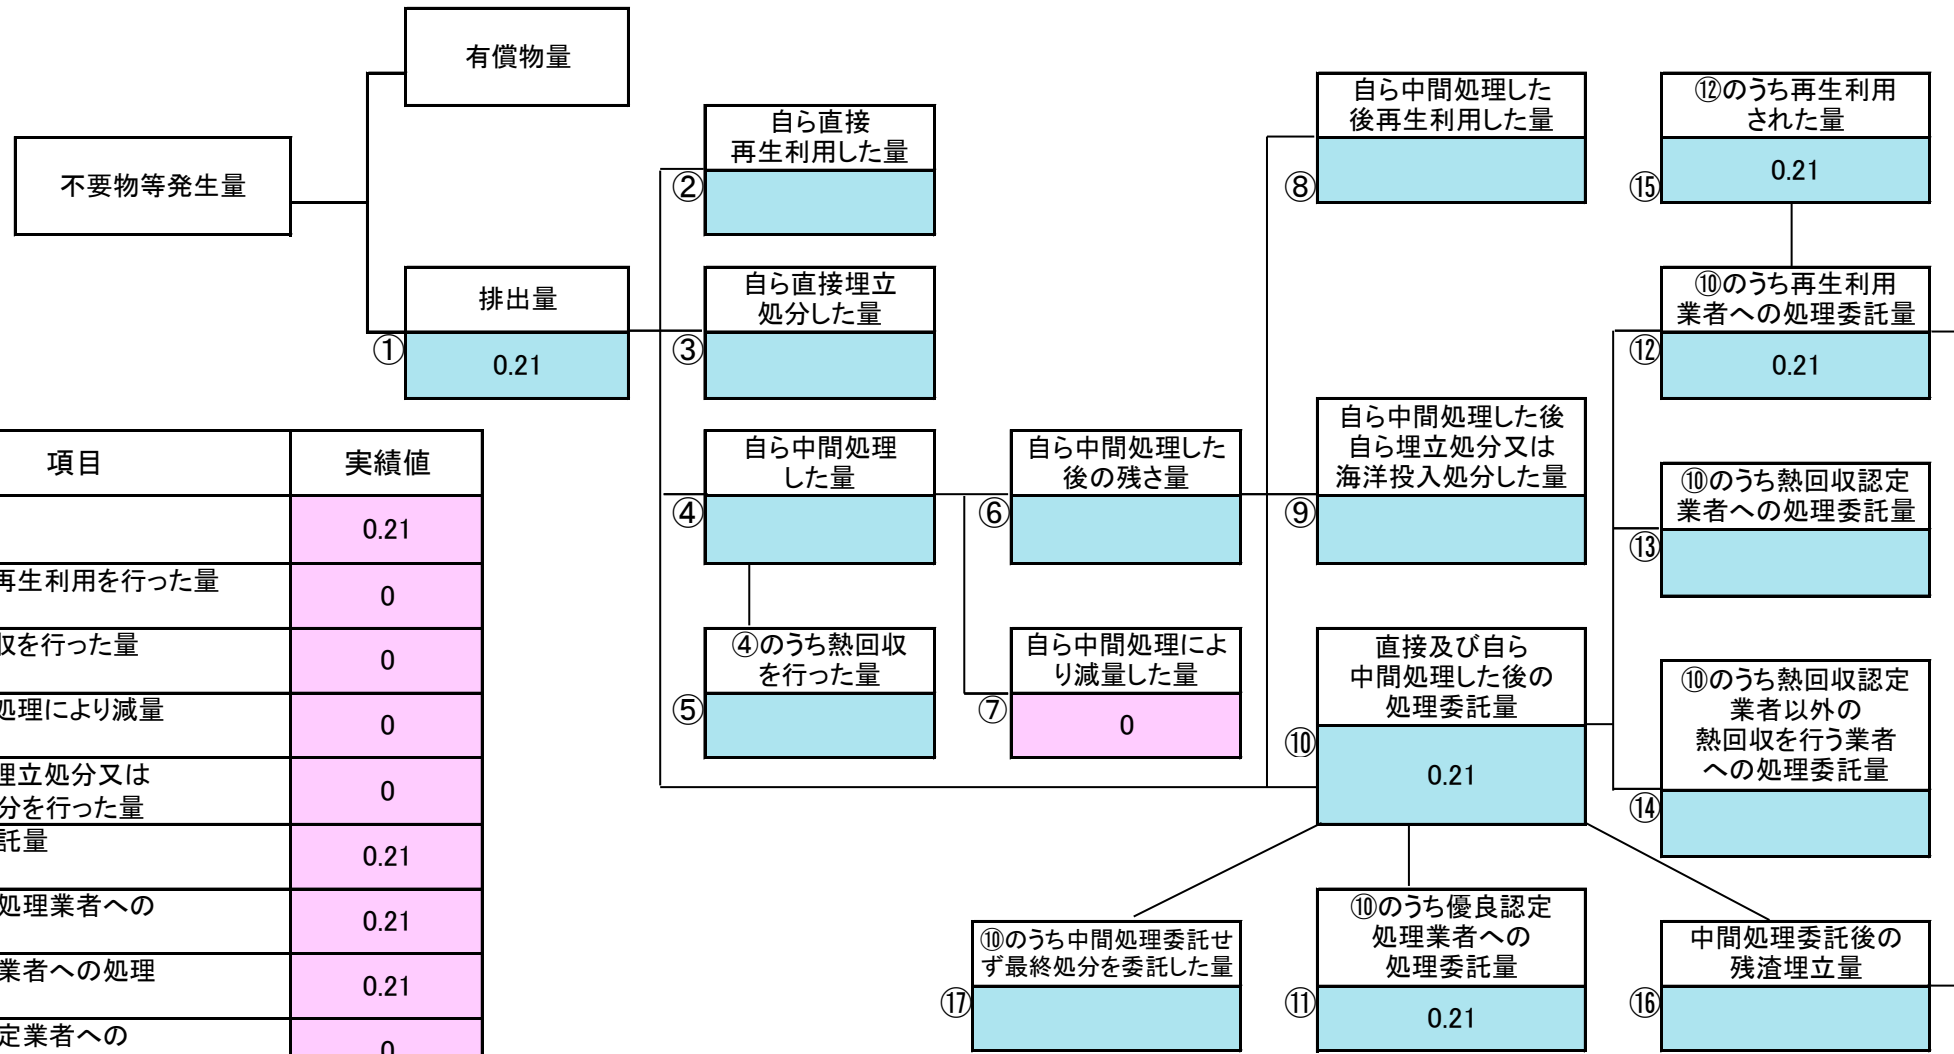 有償物量
不要物等発生量
排出量
①
0.21
自ら直接
再生利用した量
②
自ら直接埋立
処分した量
③
自ら中間処理
した量
④
④のうち熱回収
を行った量
⑤
自ら中間処理した
後の残さ量
⑥
自ら中間処理によ
り減量した量
⑦
0
自ら中間処理した
後再生利用した量
⑧
自ら中間処理した後
自ら埋立処分又は
海洋投入処分した量
⑨
直接及び自ら
中間処理した後の
処理委託量
⑩
0.21
⑫のうち再生利用
された量
⑮
0.21
⑩のうち再生利用
業者への処理委託量
⑫
0.21
⑩のうち熱回収認定
業者への処理委託量
⑬
⑩のうち熱回収認定
業者以外の
熱回収を行う業者
への処理委託量
⑭
⑩のうち中間処理委託せ
ず最終処分を委託した量
⑰
⑩のうち優良認定
処理業者への
処理委託量
⑪
0.21
中間処理委託後の
残渣埋立量
⑯
項目
実績値
0.21
再生利用を行った量
0
収を行った量
0
処理により減量
0
埋立処分又は
分を行った量
0
託量
0.21
処理業者への
0.21
業者への処理
0.21
定業者への
0